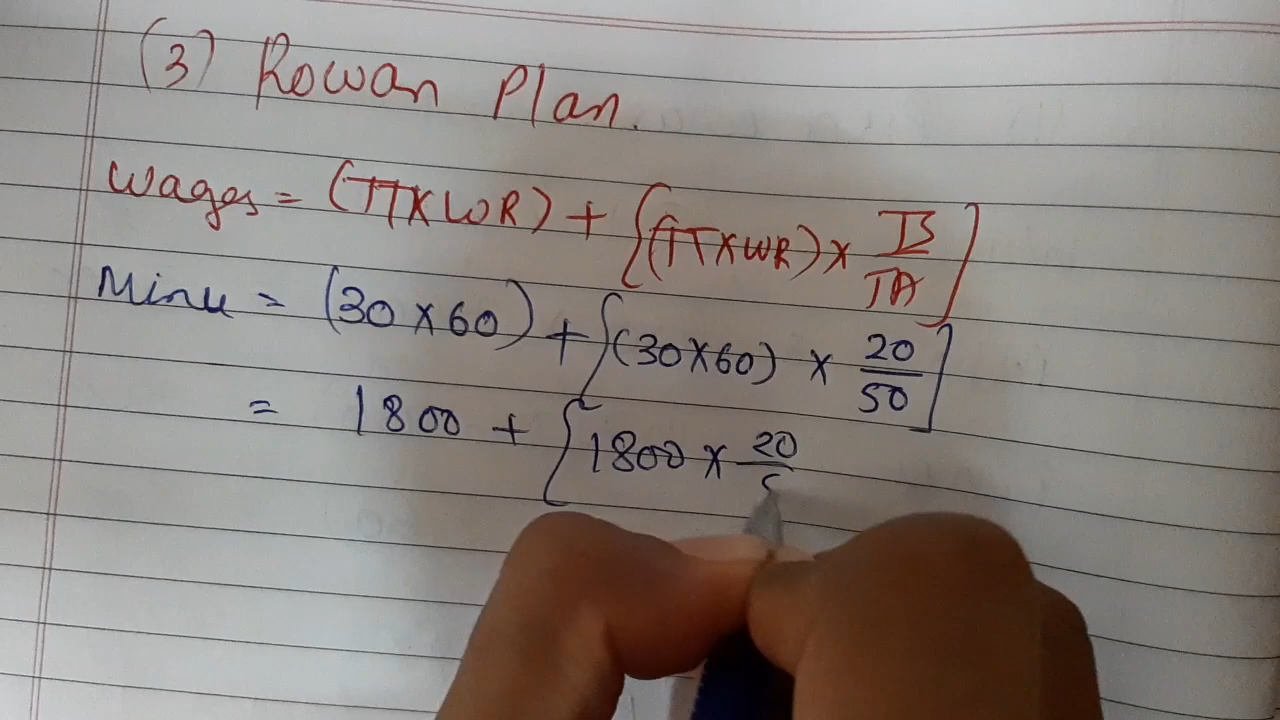 (3) Rowan Plan.
Wages = (TT×WR) + [(TT×WR) × TS/TA]
Minu = (30×60) + [(30×60) × 20/50]
= 1800 + [1800 × 20/5